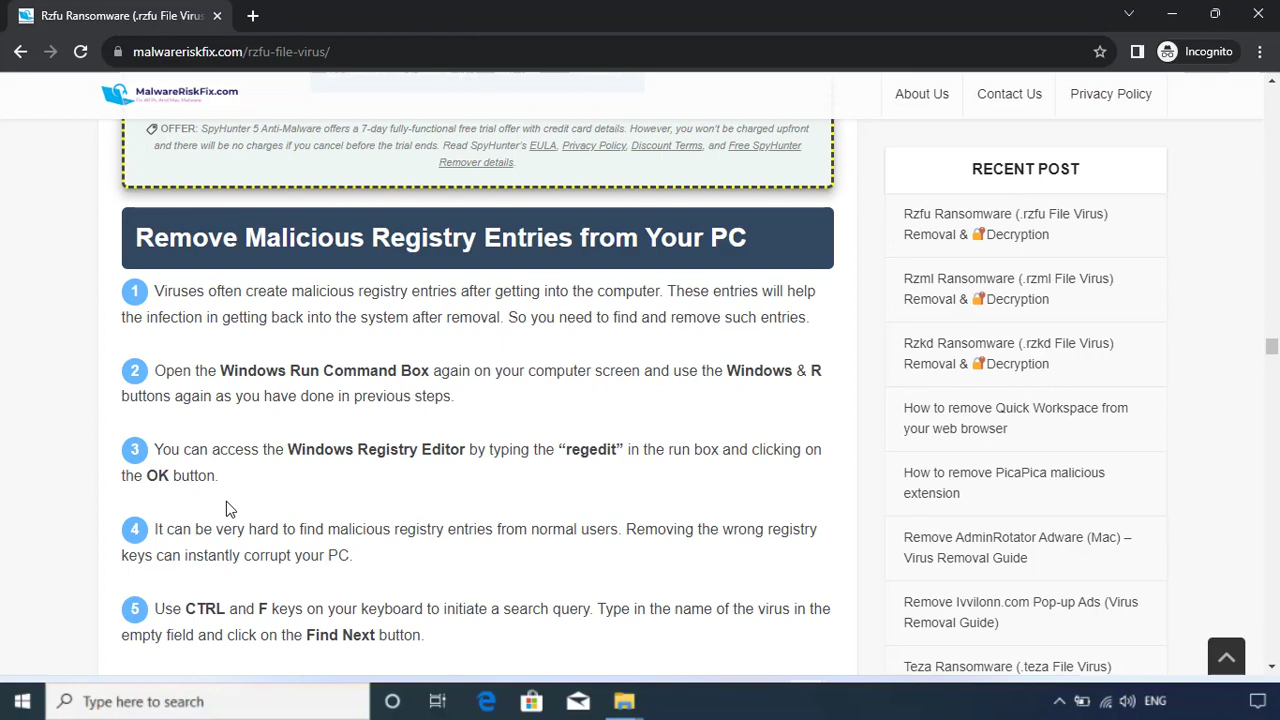 Rzfu Ransomware (.rzfu File Virus
malwareriskfix.com/rzfu-file-virus/
Incognito
MalwareRiskFix.com
Fix All Pc And Mac Malware
About Us
Contact Us
Privacy Policy
OFFER: SpyHunter 5 Anti-Malware offers a 7-day fully-functional free trial offer with credit card details. However, you won't be charged upfront
and there will be no charges if you cancel before the trial ends. Read SpyHunter's EULA, Privacy Policy, Discount Terms, and Free SpyHunter
Remover details.
Remove Malicious Registry Entries from Your PC
1 Viruses often create malicious registry entries after getting into the computer. These entries will help
the infection in getting back into the system after removal. So you need to find and remove such entries.
2 Open the Windows Run Command Box again on your computer screen and use the Windows & R
buttons again as you have done in previous steps.
3 You can access the Windows Registry Editor by typing the “regedit” in the run box and clicking on
the OK button.
4 It can be very hard to find malicious registry entries from normal users. Removing the wrong registry
keys can instantly corrupt your PC.
5 Use CTRL and F keys on your keyboard to initiate a search query. Type in the name of the virus in the
empty field and click on the Find Next button.
RECENT POST
Rzfu Ransomware (.rzfu File Virus)
Removal & 🔐Decryption
Rzml Ransomware (.rzml File Virus)
Removal & 🔐Decryption
Rzkd Ransomware (.rzkd File Virus)
Removal & 🔐Decryption
How to remove Quick Workspace from
your web browser
How to remove PicaPica malicious
extension
Remove AdminRotator Adware (Mac) –
Virus Removal Guide
Remove Ivvilonn.com Pop-up Ads (Virus
Removal Guide)
Teza Ransomware (.teza File Virus)
Type here to search
ENG